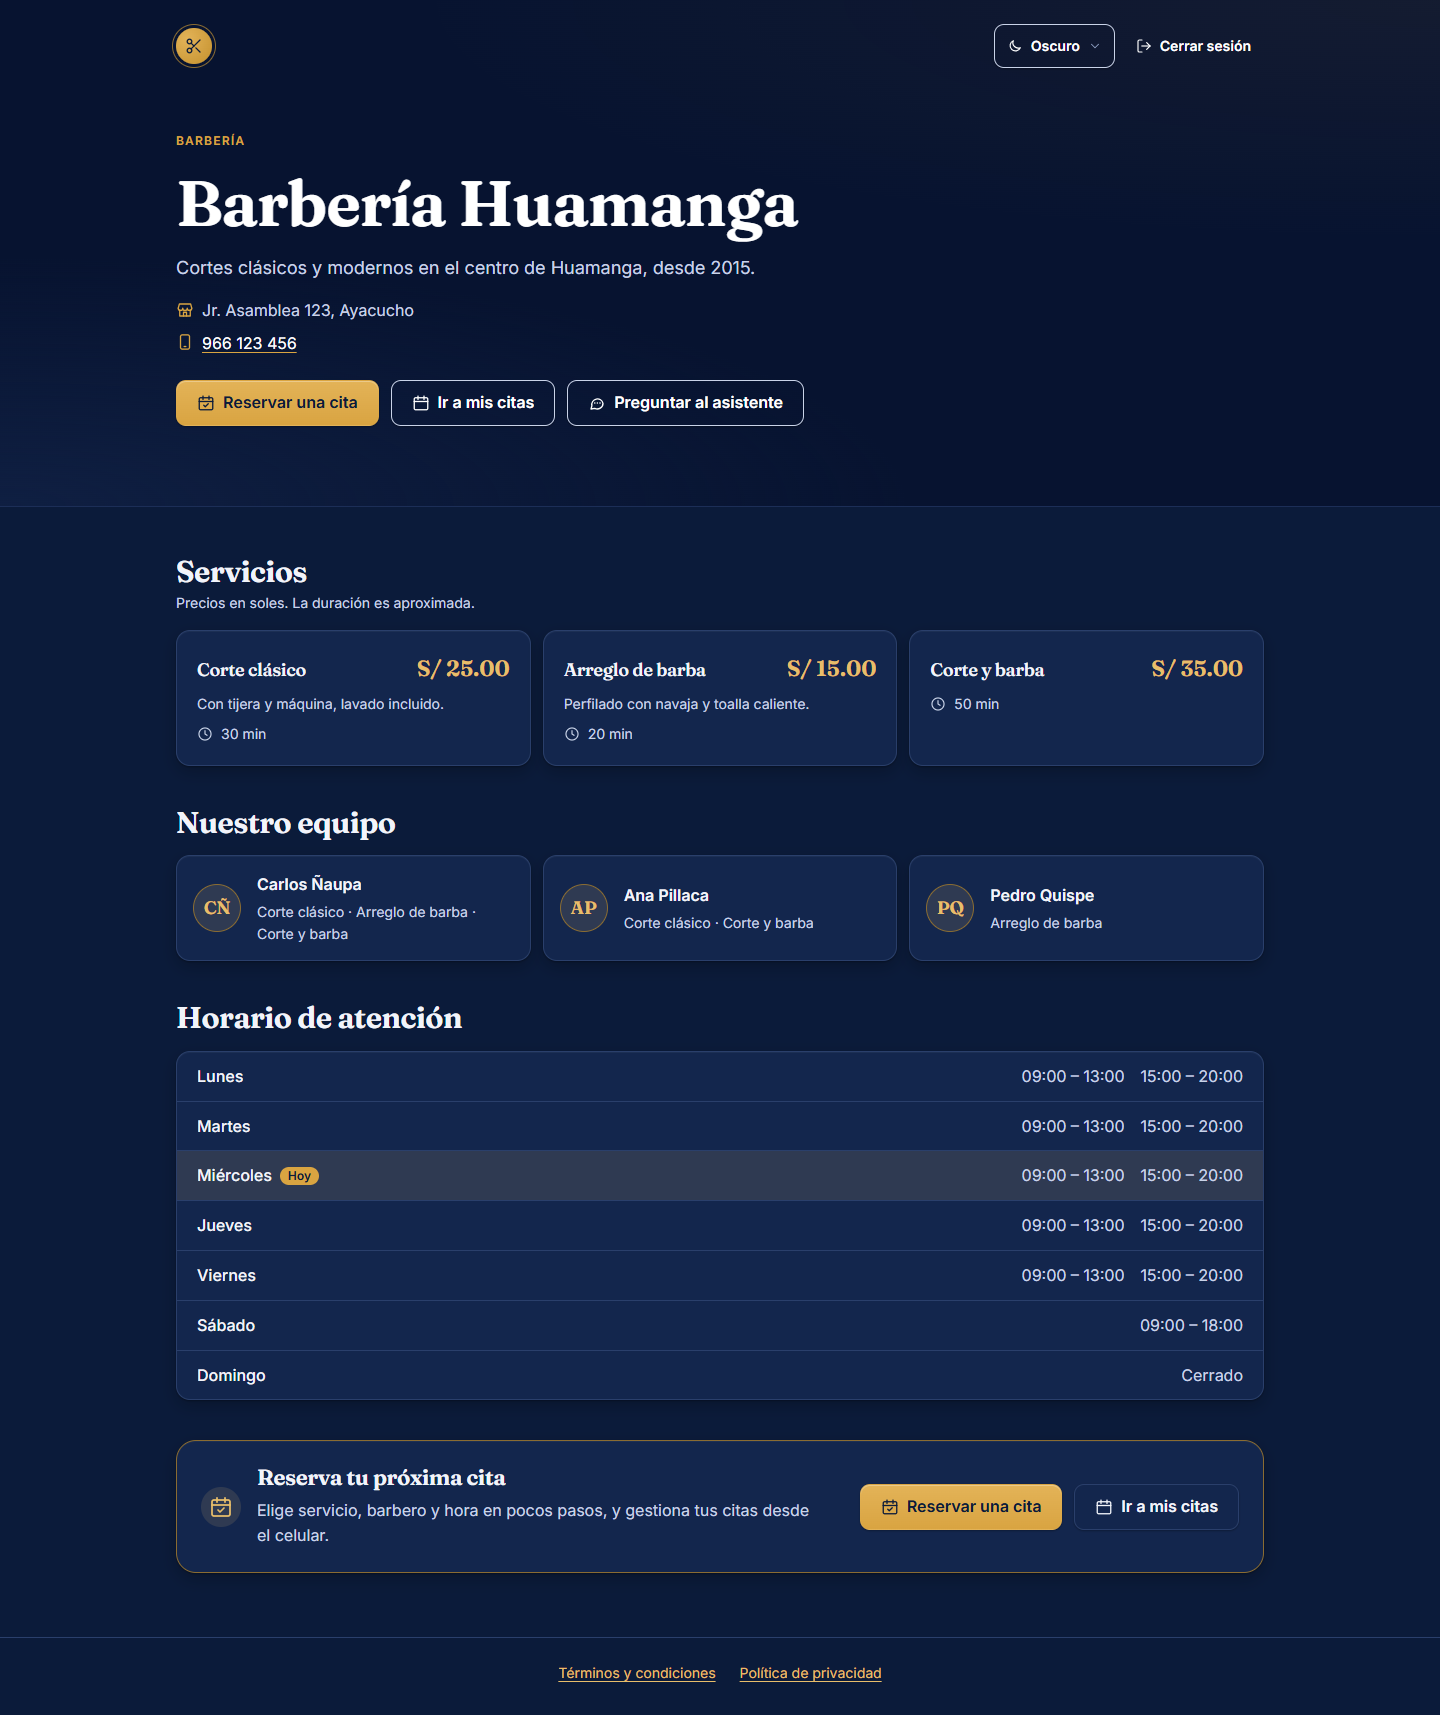 Oscuro
Cerrar sesión
BARBERÍA
Barbería Huamanga
Cortes clásicos y modernos en el centro de Huamanga, desde 2015.
Jr. Asamblea 123, Ayacucho
966 123 456
Reservar una cita
Ir a mis citas
Preguntar al asistente
Servicios
Precios en soles. La duración es aproximada.
Corte clásico S/ 25.00
Con tijera y máquina, lavado incluido.
30 min
Arreglo de barba S/ 15.00
Perfilado con navaja y toalla caliente.
20 min
Corte y barba S/ 35.00
50 min
Nuestro equipo
CÑ
Carlos Ñaupa
Corte clásico · Arreglo de barba ·
Corte y barba
AP
Ana Pillaca
Corte clásico · Corte y barba
PQ
Pedro Quispe
Arreglo de barba
Horario de atención
Lunes 09:00 – 13:00 15:00 – 20:00
Martes 09:00 – 13:00 15:00 – 20:00
Miércoles Hoy 09:00 – 13:00 15:00 – 20:00
Jueves 09:00 – 13:00 15:00 – 20:00
Viernes 09:00 – 13:00 15:00 – 20:00
Sábado 09:00 – 18:00
Domingo Cerrado
Reserva tu próxima cita
Elige servicio, barbero y hora en pocos pasos, y gestiona tus citas desde
el celular.
Reservar una cita
Ir a mis citas
Términos y condiciones
Política de privacidad